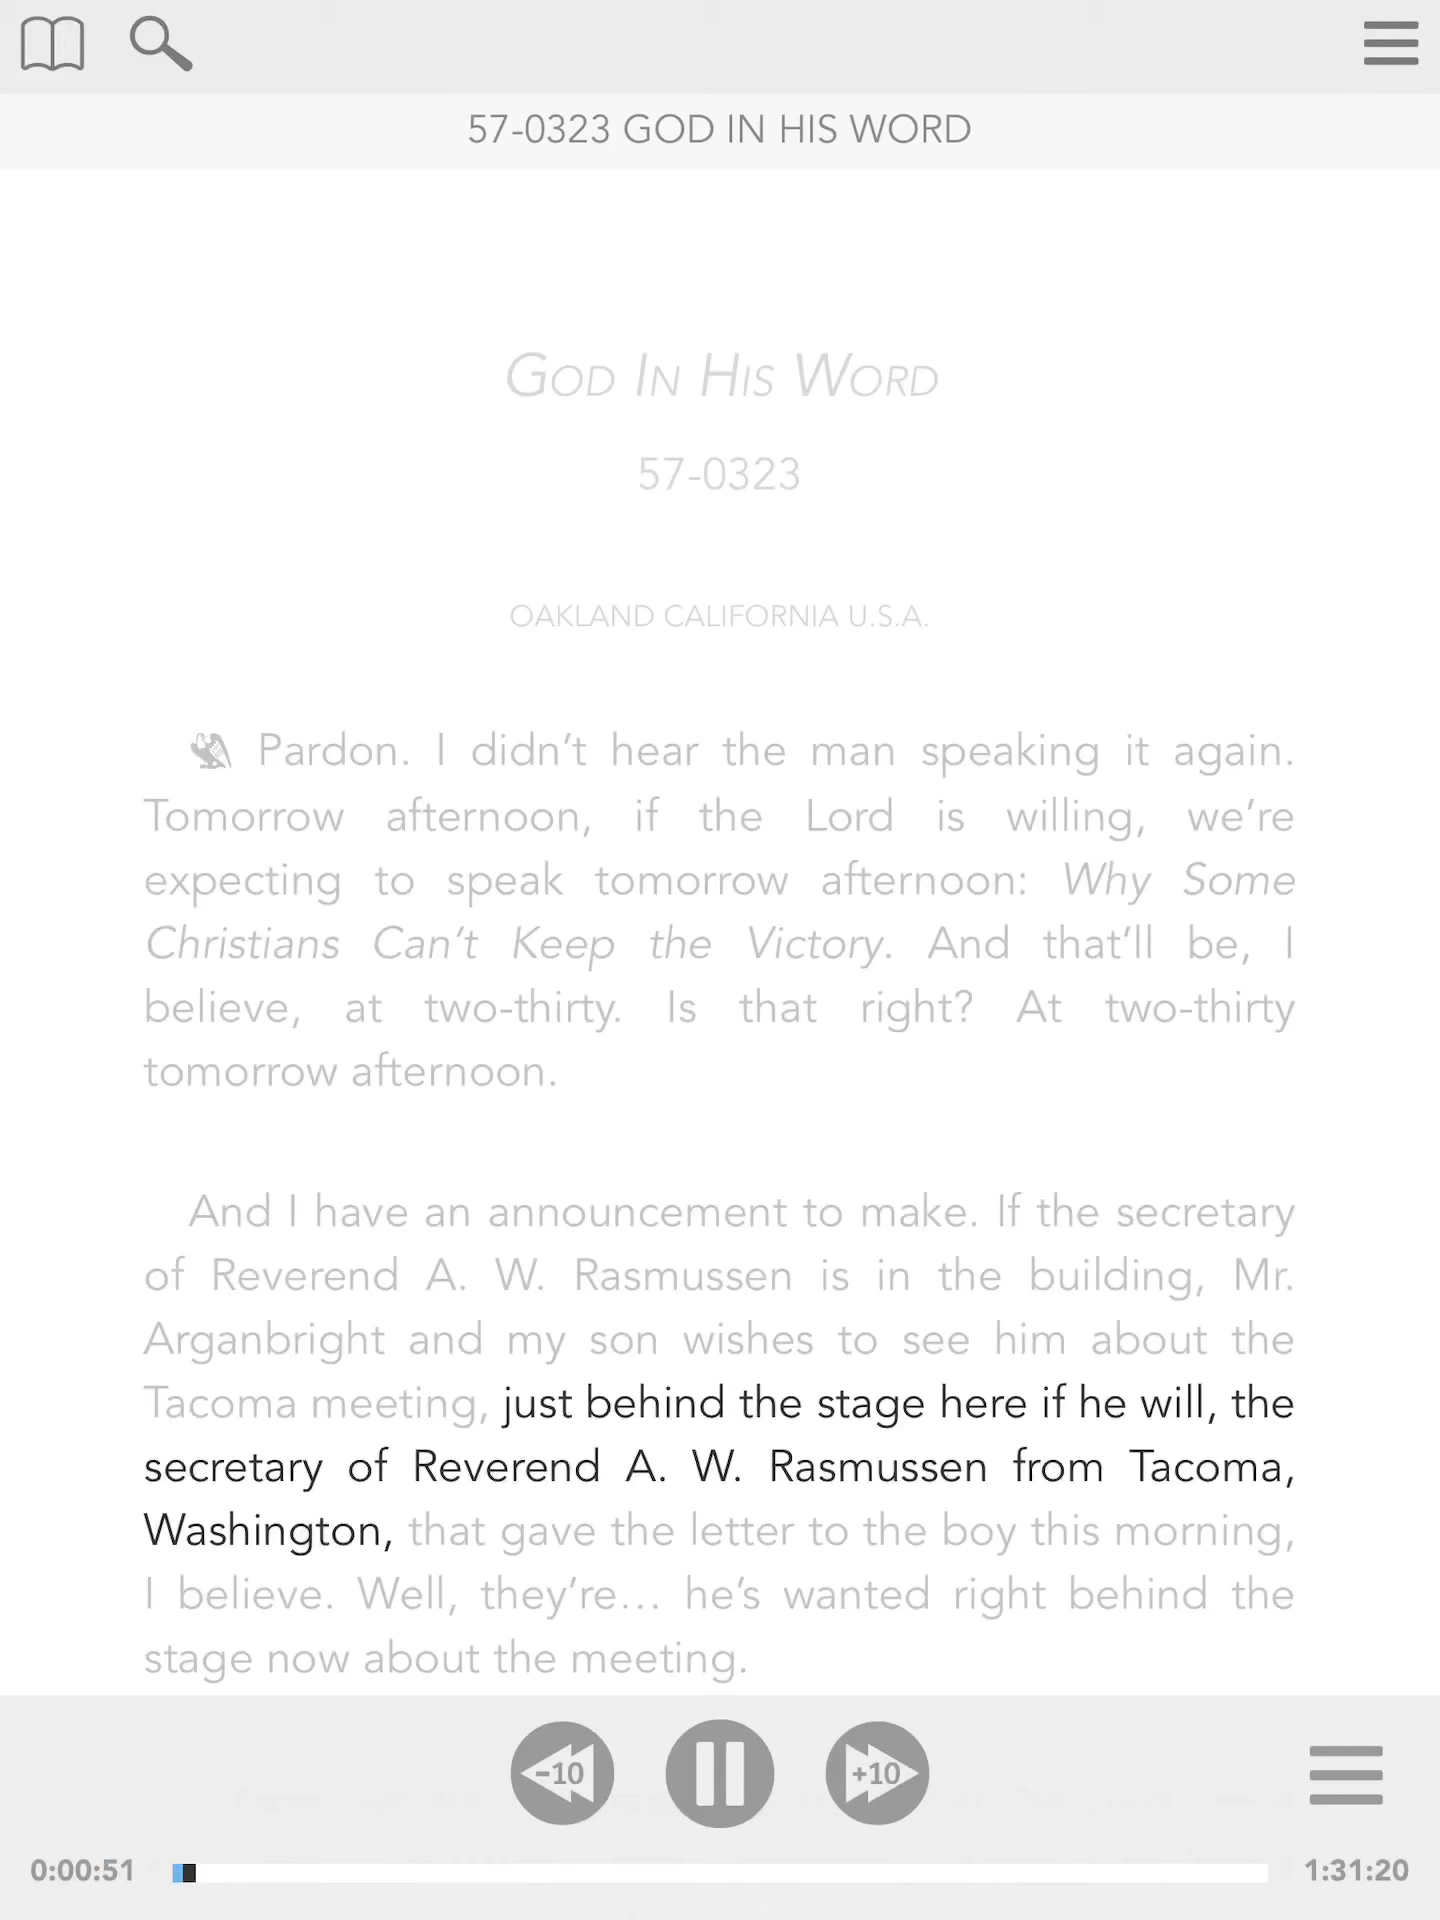 57-0323 GOD IN HIS WORD
GOD IN HIS WORD
57-0323
OAKLAND CALIFORNIA U.S.A.
Pardon. I didn’t hear the man speaking it again.
Tomorrow afternoon, if the Lord is willing, we’re
expecting to speak tomorrow afternoon: Why Some
Christians Can’t Keep the Victory. And that’ll be, I
believe, at two-thirty. Is that right? At two-thirty
tomorrow afternoon.
And I have an announcement to make. If the secretary
of Reverend A. W. Rasmussen is in the building, Mr.
Arganbright and my son wishes to see him about the
Tacoma meeting, just behind the stage here if he will, the
secretary of Reverend A. W. Rasmussen from Tacoma,
Washington, that gave the letter to the boy this morning,
I believe. Well, they’re… he’s wanted right behind the
stage now about the meeting.
-10 +10
0:00:51 1:31:20